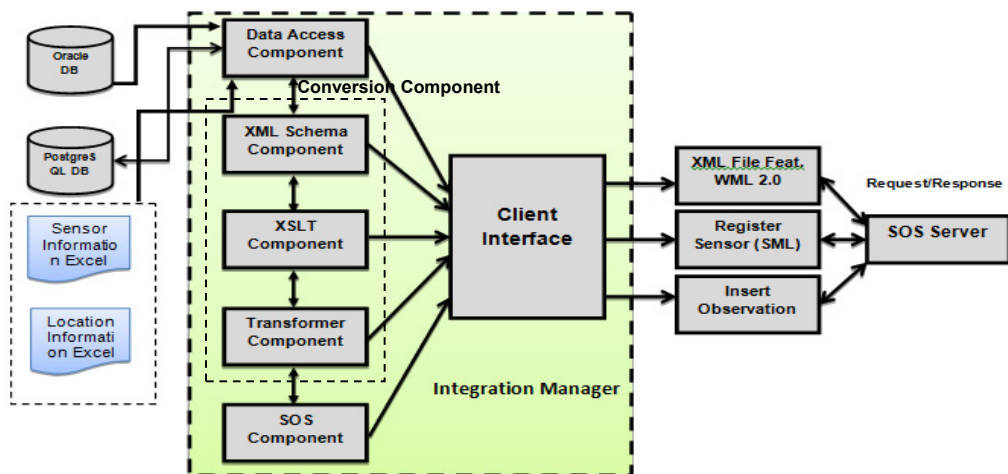 Oracle
DB
PostgreS
QL DB
Sensor
Informatio
n Excel
Location
Informati
on Excel
Data Access
Component
Conversion Component
XML Schema
Component
XSLT
Component
Transformer
Component
SOS
Component
Client
Interface
Integration Manager
XML File Feat.
WML 2.0
Register
Sensor (SML)
Insert
Observation
Request/Response
SOS Server